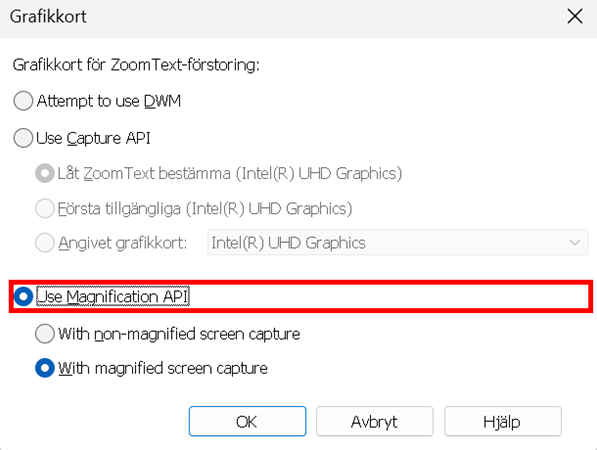 Grafikkort
Grafikkort för ZoomText-förstoring:
Attempt to use DWM
Use Capture API
Låt ZoomText bestämma (Intel(R) UHD Graphics)
Första tillgängliga (Intel(R) UHD Graphics)
Angivet grafikkort: Intel(R) UHD Graphics
Use Magnification API
With non-magnified screen capture
With magnified screen capture
OK Avbryt Hjälp